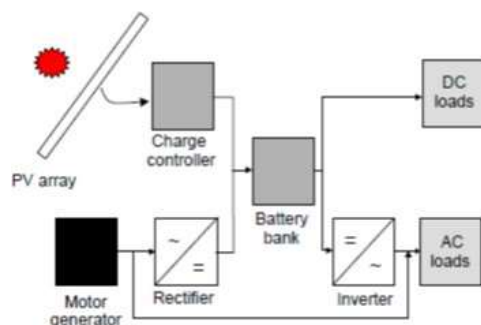 DC
loads
Charge
controller
PV array
Battery
bank
~
=
=
~
AC
loads
Motor
generator
Rectifier
Inverter